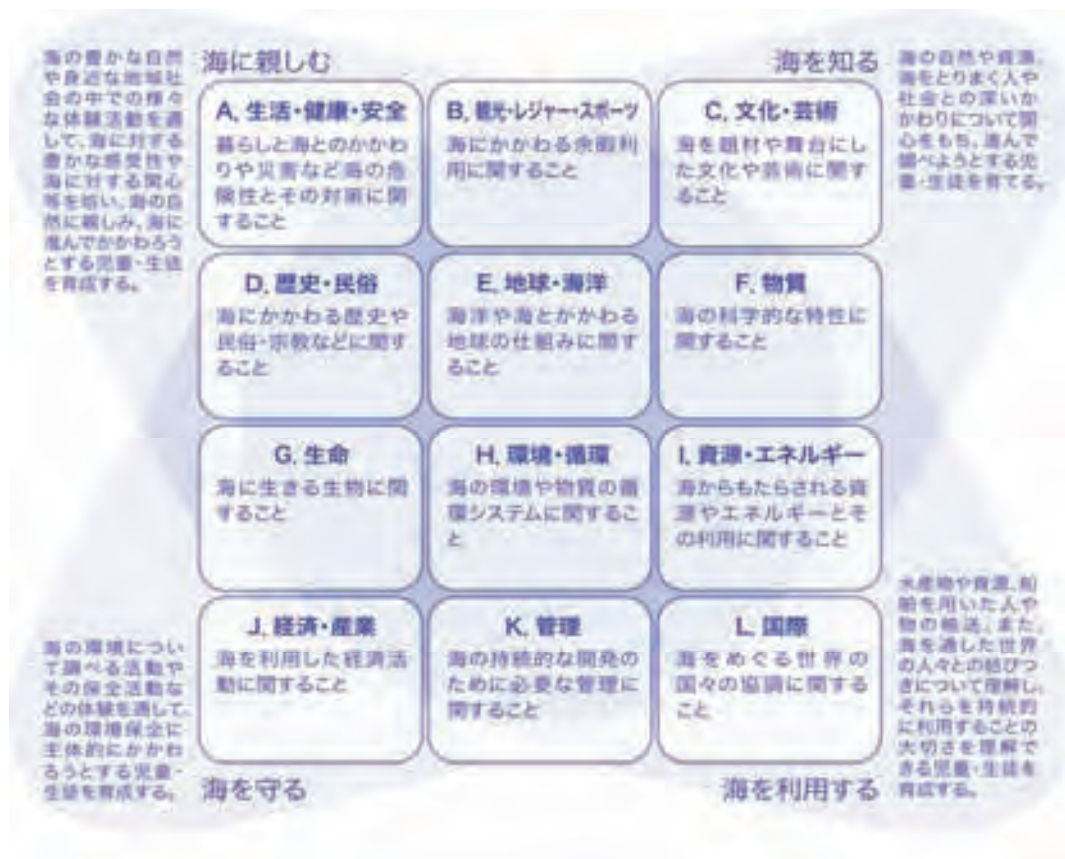 海に親しむ
海の豊かな自然
や身近な地域社
会の中での様々
な体験活動を通
して、海に対する
豊かな感受性や
海に対する関心
等を培い、海の自
然に親しみ、海に
進んでかかわろう
とする児童・生徒
を育成する。
海を知る
海の自然や資源、
海をとりまく人や
社会との深いか
かわりについて関
心をもち、進んで
調べようとする児
童・生徒を育てる。
A. 生活・健康・安全
暮らしと海とのかかわ
りや災害など海の危
険性とその対策に関
すること
B. 観光・レジャー・スポーツ
海にかかわる余暇利
用に関すること
C. 文化・芸術
海を題材や舞台にし
た文化や芸術に関す
ること
D. 歴史・民俗
海にかかわる歴史や
民俗・宗教などに関す
ること
E. 地球・海洋
海洋や海とかかわる
地球の仕組みに関す
ること
F. 物質
海の科学的な特性に
関すること
G. 生命
海に生きる生物に関
すること
H. 環境・循環
海の環境や物質の循
環システムに関するこ
と
I. 資源・エネルギー
海からもたらされる資
源やエネルギーとそ
の利用に関すること
J. 経済・産業
海を利用した経済活
動に関すること
K. 管理
海の持続的な開発の
ために必要な管理に
関すること
L. 国際
海をめぐる世界の
国々の協調に関する
こと
海を守る
海の環境につい
て調べる活動や
その保全活動な
どの体験を通して、
海の環境保全に
主体的にかかわ
ろうとする児童・
生徒を育成する。
海を利用する
水産物や資源、船
舶を用いた人や
物の輸送、また、
海を通した世界
の人々との結びつ
きについて理解し、
それらを持続的
に利用することの
大切さを理解で
きる児童・生徒を
育成する。